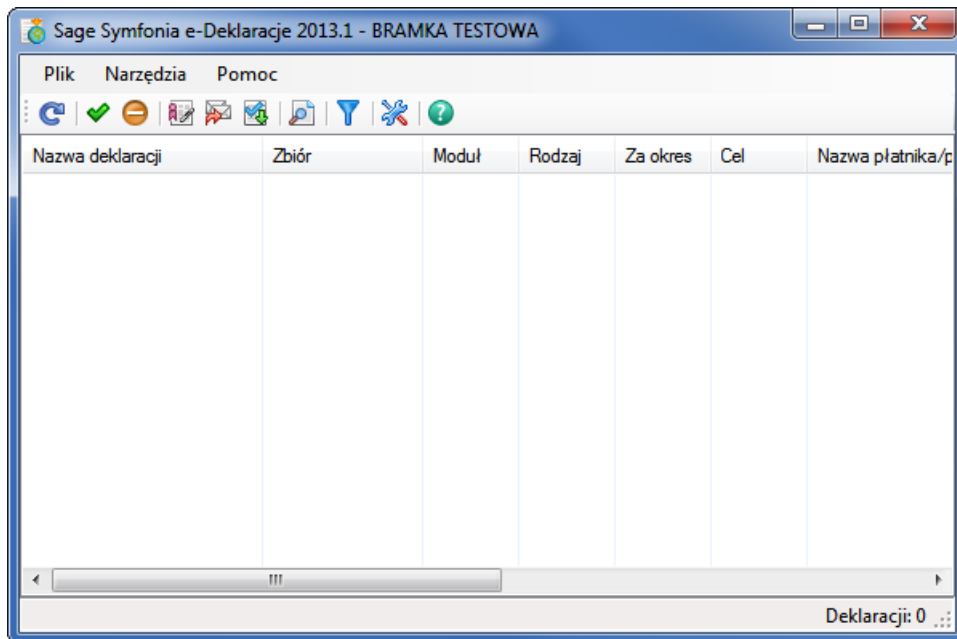 Sage Symfonia e-Deklaracje 2013.1 - BRAMKA TESTOWA
Plik Narzędzia Pomoc
Nazwa deklaracji Zbiór Moduł Rodzaj Za okres Cel Nazwa płatnika/p
Deklaracji: 0